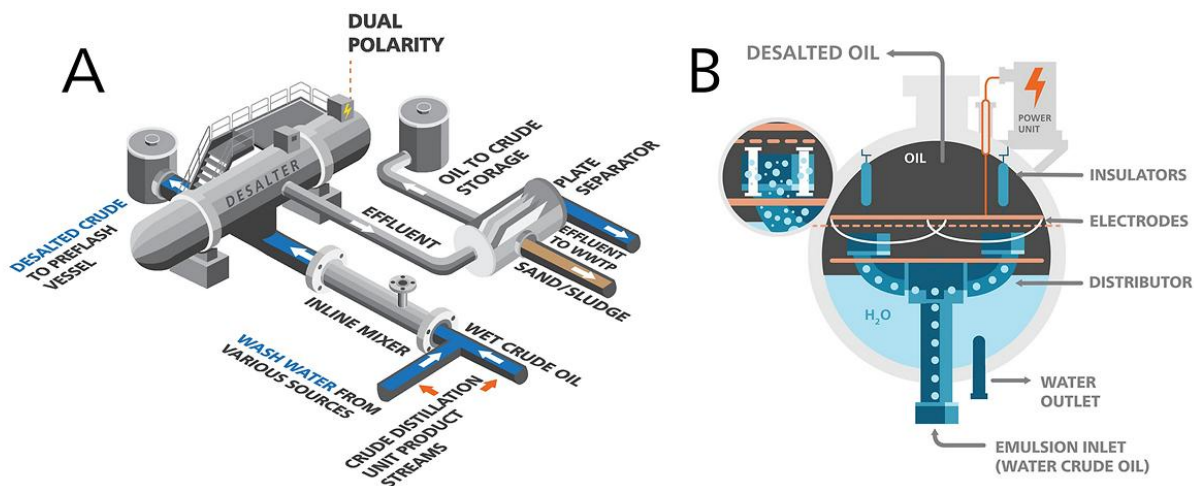 A
DUAL
POLARITY
DESALTER
DESALTED CRUDE
TO PREFLASH
VESSEL
OIL TO CRUDE
STORAGE
PLATE
SEPARATOR
EFFLUENT
EFFLUENT
TO WWTP
SAND/SLUDGE
INLINE MIXER
WET CRUDE OIL
WASH WATER FROM
VARIOUS SOURCES
CRUDE DISTILLATION
UNIT PRODUCT
STREAMS
B
DESALTED OIL
POWER
UNIT
OIL
INSULATORS
ELECTRODES
DISTRIBUTOR
H₂O
WATER
OUTLET
EMULSION INLET
(WATER CRUDE OIL)